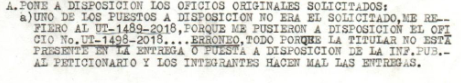 A.PONE A DISPOSICION LOS OFICIOS ORIGINALES SOLICITADOS:
a)UNO DE LOS PUESTOS A DISPOSICION NO ERA EL SOLICITADO,ME RE-
FIERO AL UT-1489-2018,PORQUE ME PUSIERON A DISPOSICION EL OFI
CIO No.UT-1498-2018....ERRONEO,TODO PORQUE LA TITULAR NO ESTA
PRESENTE EN LA ENTREGA O PUESTA A DISPOSICION DE LA INF.PUB.
AL PETICIONARIO Y LOS INTEGRANTES HACEN MAL LAS ENTREGAS.